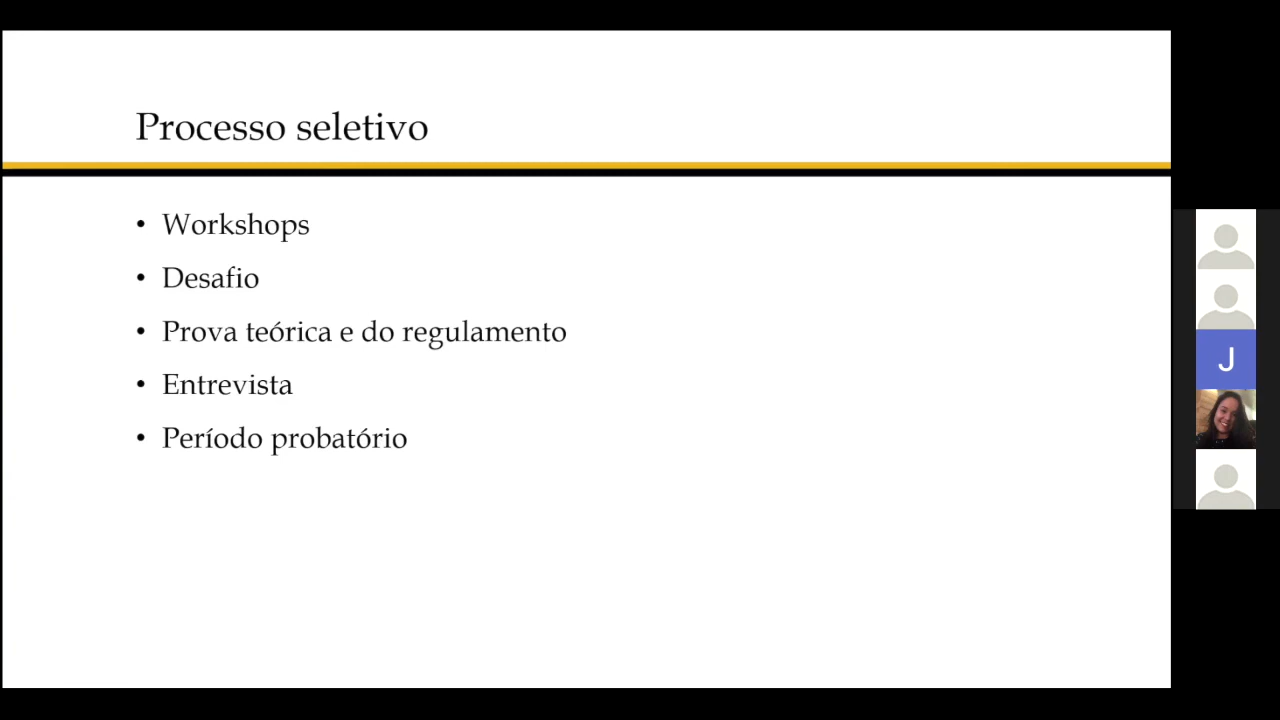 Processo seletivo
• Workshops
• Desafio
• Prova teórica e do regulamento
• Entrevista
• Período probatório
J